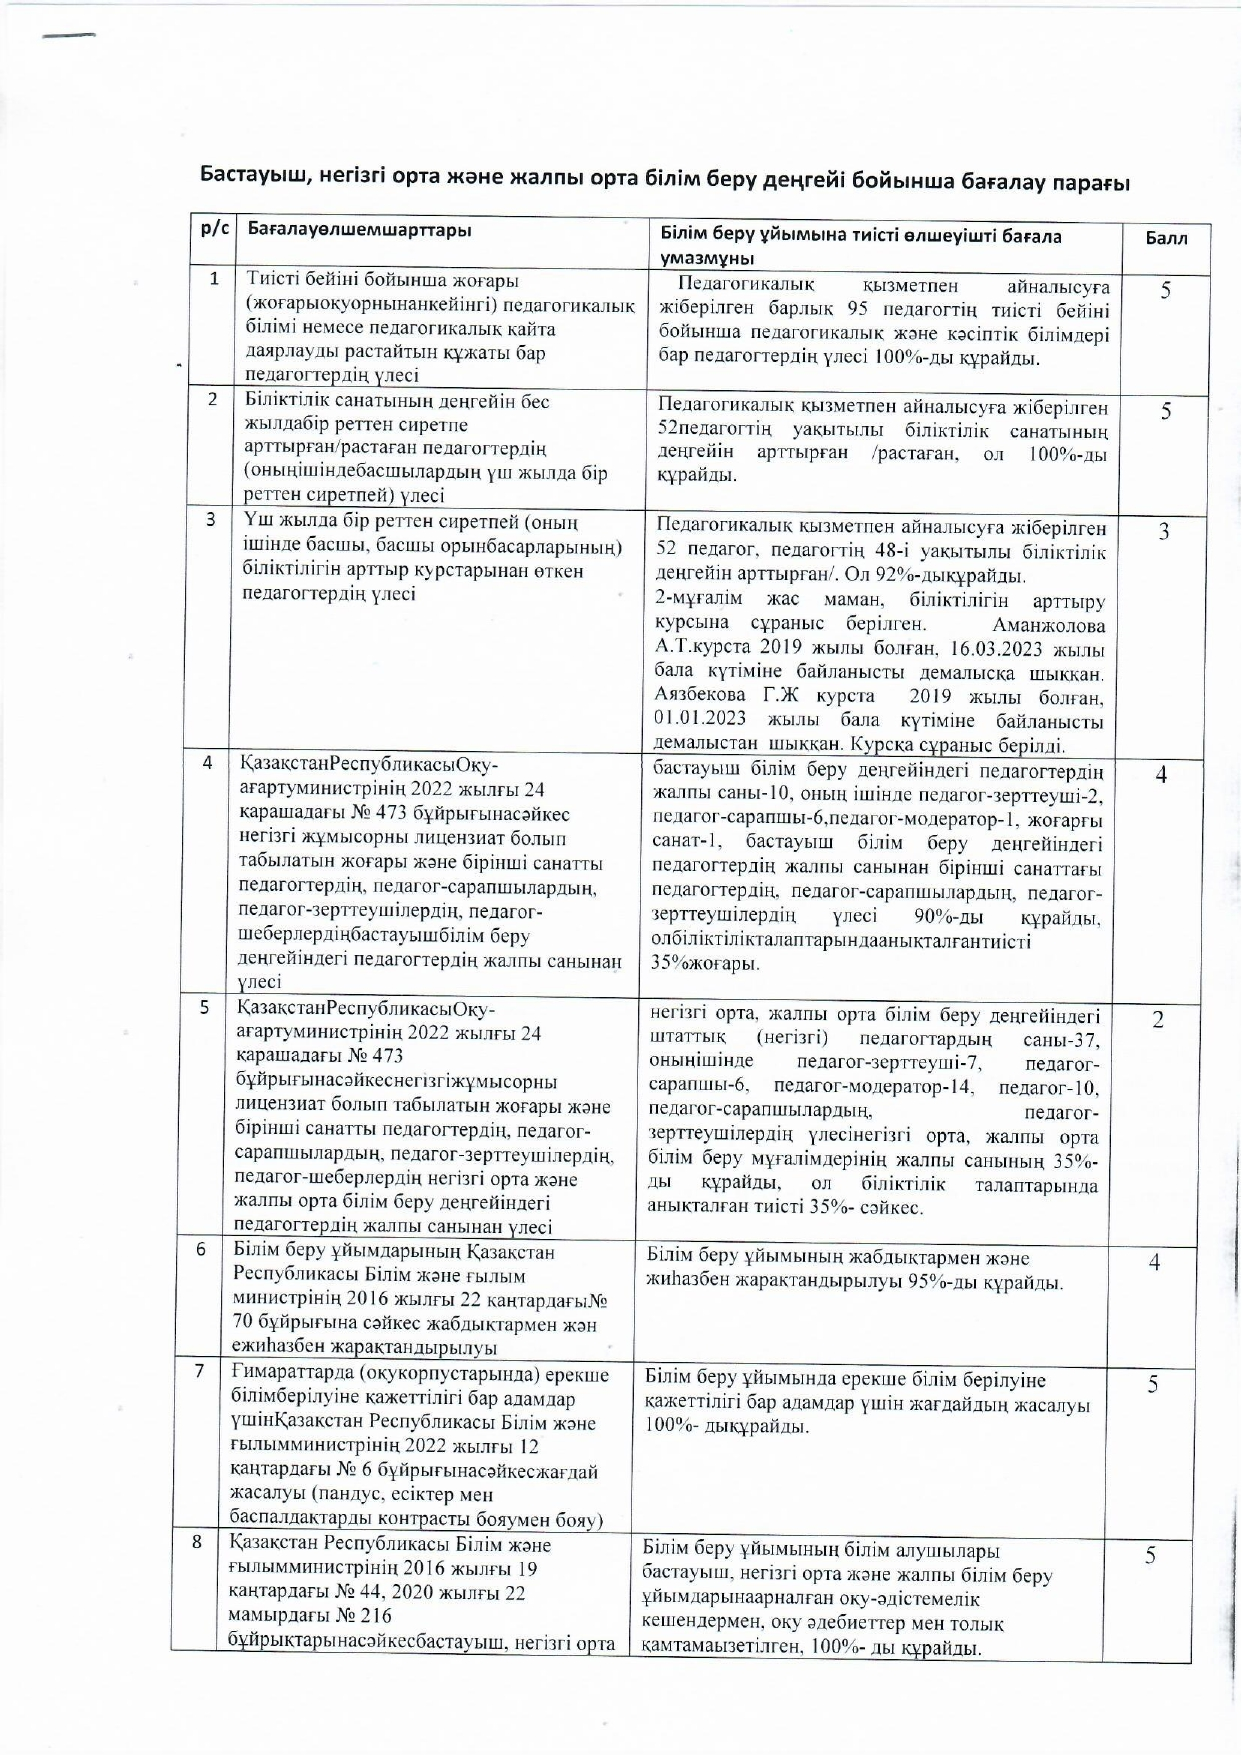 Бастауыш, негізгі орта және жалпы орта білім беру деңгейі бойынша бағалау парағы
р/с
Бағалауөлшемшарттары
Білім беру ұйымына тиісті өлшеуішті бағала
умазмұны
Балл
1
Тиісті бейіні бойынша жоғары
(жоғарыоқуорнынанкейінгі) педагогикалық
білімі немесе педагогикалық қайта
даярлауды растайтын құжаты бар
педагогтердің үлесі
Педагогикалық қызметпен айналысуға
жіберілген барлық 95 педагогтің тиісті бейіні
бойынша педагогикалық және кәсіптік білімдері
бар педагогтердің үлесі 100%-ды құрайды.
5
2
Біліктілік санатының деңгейін бес
жылдабір реттен сиретпе
арттырған/растаған педагогтердің
(оныңішіндебасшылардың үш жылда бір
реттен сиретпей) үлесі
Педагогикалық қызметпен айналысуға жіберілген
52педагогтің уақытылы біліктілік санатының
деңгейін арттырған /растаған, ол 100%-ды
құрайды.
5
3
Үш жылда бір реттен сиретпей (оның
ішінде басшы, басшы орынбасарларының)
біліктілігін арттыр курстарынан өткен
педагогтердің үлесі
Педагогикалық қызметпен айналысуға жіберілген
52 педагог, педагогтің 48-і уақытылы біліктілік
деңгейін арттырған/. Ол 92%-дықұрайды.
2-мұғалім жас маман, біліктілігін арттыру
курсына сұраныс берілген. Аманжолова
А.Т.курста 2019 жылы болған, 16.03.2023 жылы
бала күтіміне байланысты демалысқа шыққан.
Аязбекова Г.Ж курста 2019 жылы болған,
01.01.2023 жылы бала күтіміне байланысты
демалыстан шыққан. Курсқа сұраныс берілді.
3
4
ҚазақстанРеспубликасыОқу-
ағартуминистрінің 2022 жылғы 24
қарашадағы № 473 бұйрығынасәйкес
негізгі жұмысорны лицензиат болып
табылатын жоғары және бірінші санатты
педагогтердің, педагог-сарапшылардың,
педагог-зерттеушілердің, педагог-
шеберлердіңбастауышбілім беру
деңгейіндегі педагогтердің жалпы санынан
үлесі
бастауыш білім беру деңгейіндегі педагогтердің
жалпы саны-10, оның ішінде педагог-зерттеуші-2,
педагог-сарапшы-6,педагог-модератор-1, жоғарғы
санат-1, бастауыш білім беру деңгейіндегі
педагогтердің жалпы санынан бірінші санаттағы
педагогтердің, педагог-сарапшылардың, педагог-
зерттеушілердің үлесі 90%-ды құрайды,
олбіліктілікталаптарындаанықталғантиісті
35%жоғары.
4
5
ҚазақстанРеспубликасыОқу-
ағартуминистрінің 2022 жылғы 24
қарашадағы № 473
бұйрығынасәйкеснегізгіжұмысорны
лицензиат болып табылатын жоғары және
бірінші санатты педагогтердің, педагог-
сарапшылардың, педагог-зерттеушілердің,
педагог-шеберлердің негізгі орта және
жалпы орта білім беру деңгейіндегі
педагогтердің жалпы санынан үлесі
негізгі орта, жалпы орта білім беру деңгейіндегі
штаттық (негізгі) педагогтардың саны-37,
оныңішінде педагог-зерттеуші-7, педагог-
сарапшы-6, педагог-модератор-14, педагог-10,
педагог-сарапшылардың, педагог-
зерттеушілердің үлесінегізгі орта, жалпы орта
білім беру мұғалімдерінің жалпы санының 35%-
ды құрайды, ол біліктілік талаптарында
анықталған тиісті 35%- сәйкес.
2
6
Білім беру ұйымдарының Қазақстан
Республикасы Білім және ғылым
министрінің 2016 жылғы 22 қаңтардағы№
70 бұйрығына сәйкес жабдықтармен жән
ежиһазбен жарақтандырылуы
Білім беру ұйымының жабдықтармен және
жиһазбен жарақтандырылуы 95%-ды құрайды.
4
7
Ғимараттарда (оқукорпустарында) ерекше
білімберілуіне қажеттілігі бар адамдар
үшінҚазақстан Республикасы Білім және
ғылымминистрінің 2022 жылғы 12
қаңтардағы № 6 бұйрығынасәйкесжағдай
жасалуы (пандус, есіктер мен
баспалдақтарды контрасты бояумен бояу)
Білім беру ұйымында ерекше білім берілуіне
қажеттілігі бар адамдар үшін жағдайдың жасалуы
100%- дықұрайды.
5
8
Қазақстан Республикасы Білім және
ғылымминистрінің 2016 жылғы 19
қаңтардағы № 44, 2020 жылғы 22
мамырдағы № 216
бұйрықтарынасәйкесбастауыш, негізгі орта
Білім беру ұйымының білім алушылары
бастауыш, негізгі орта және жалпы білім беру
ұйымдарынаарналған оқу-әдістемелік
кешендермен, оқу әдебиеттер мен толық
қамтамаызетілген, 100%- ды құрайды.
5